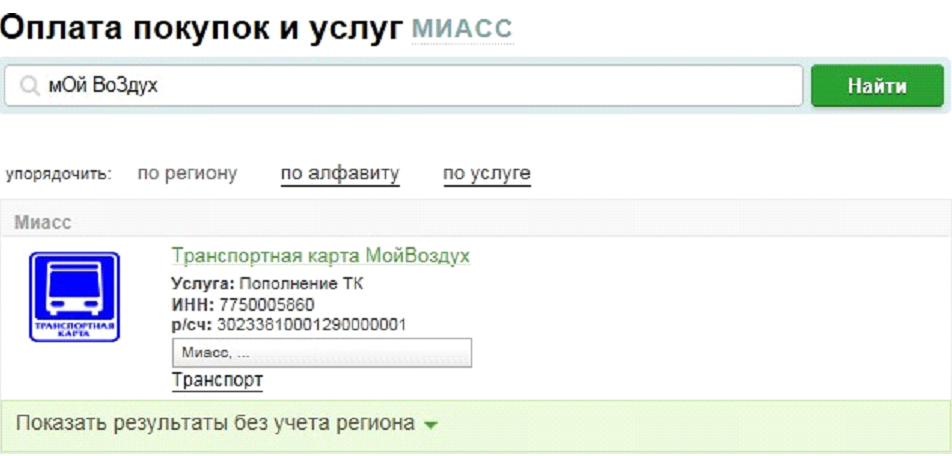 Оплата покупок и услуг МИАСС
мОй ВоЗдух
Найти
упорядочить: по региону по алфавиту по услуге
Миасс
Транспортная карта МойВоздух
Услуга: Пополнение ТК
ИНН: 7750005860
р/сч: 30233810001290000001
Миасс, ...
Транспорт
ТРАНСПОРТНАЯ
КАРТА
Показать результаты без учета региона